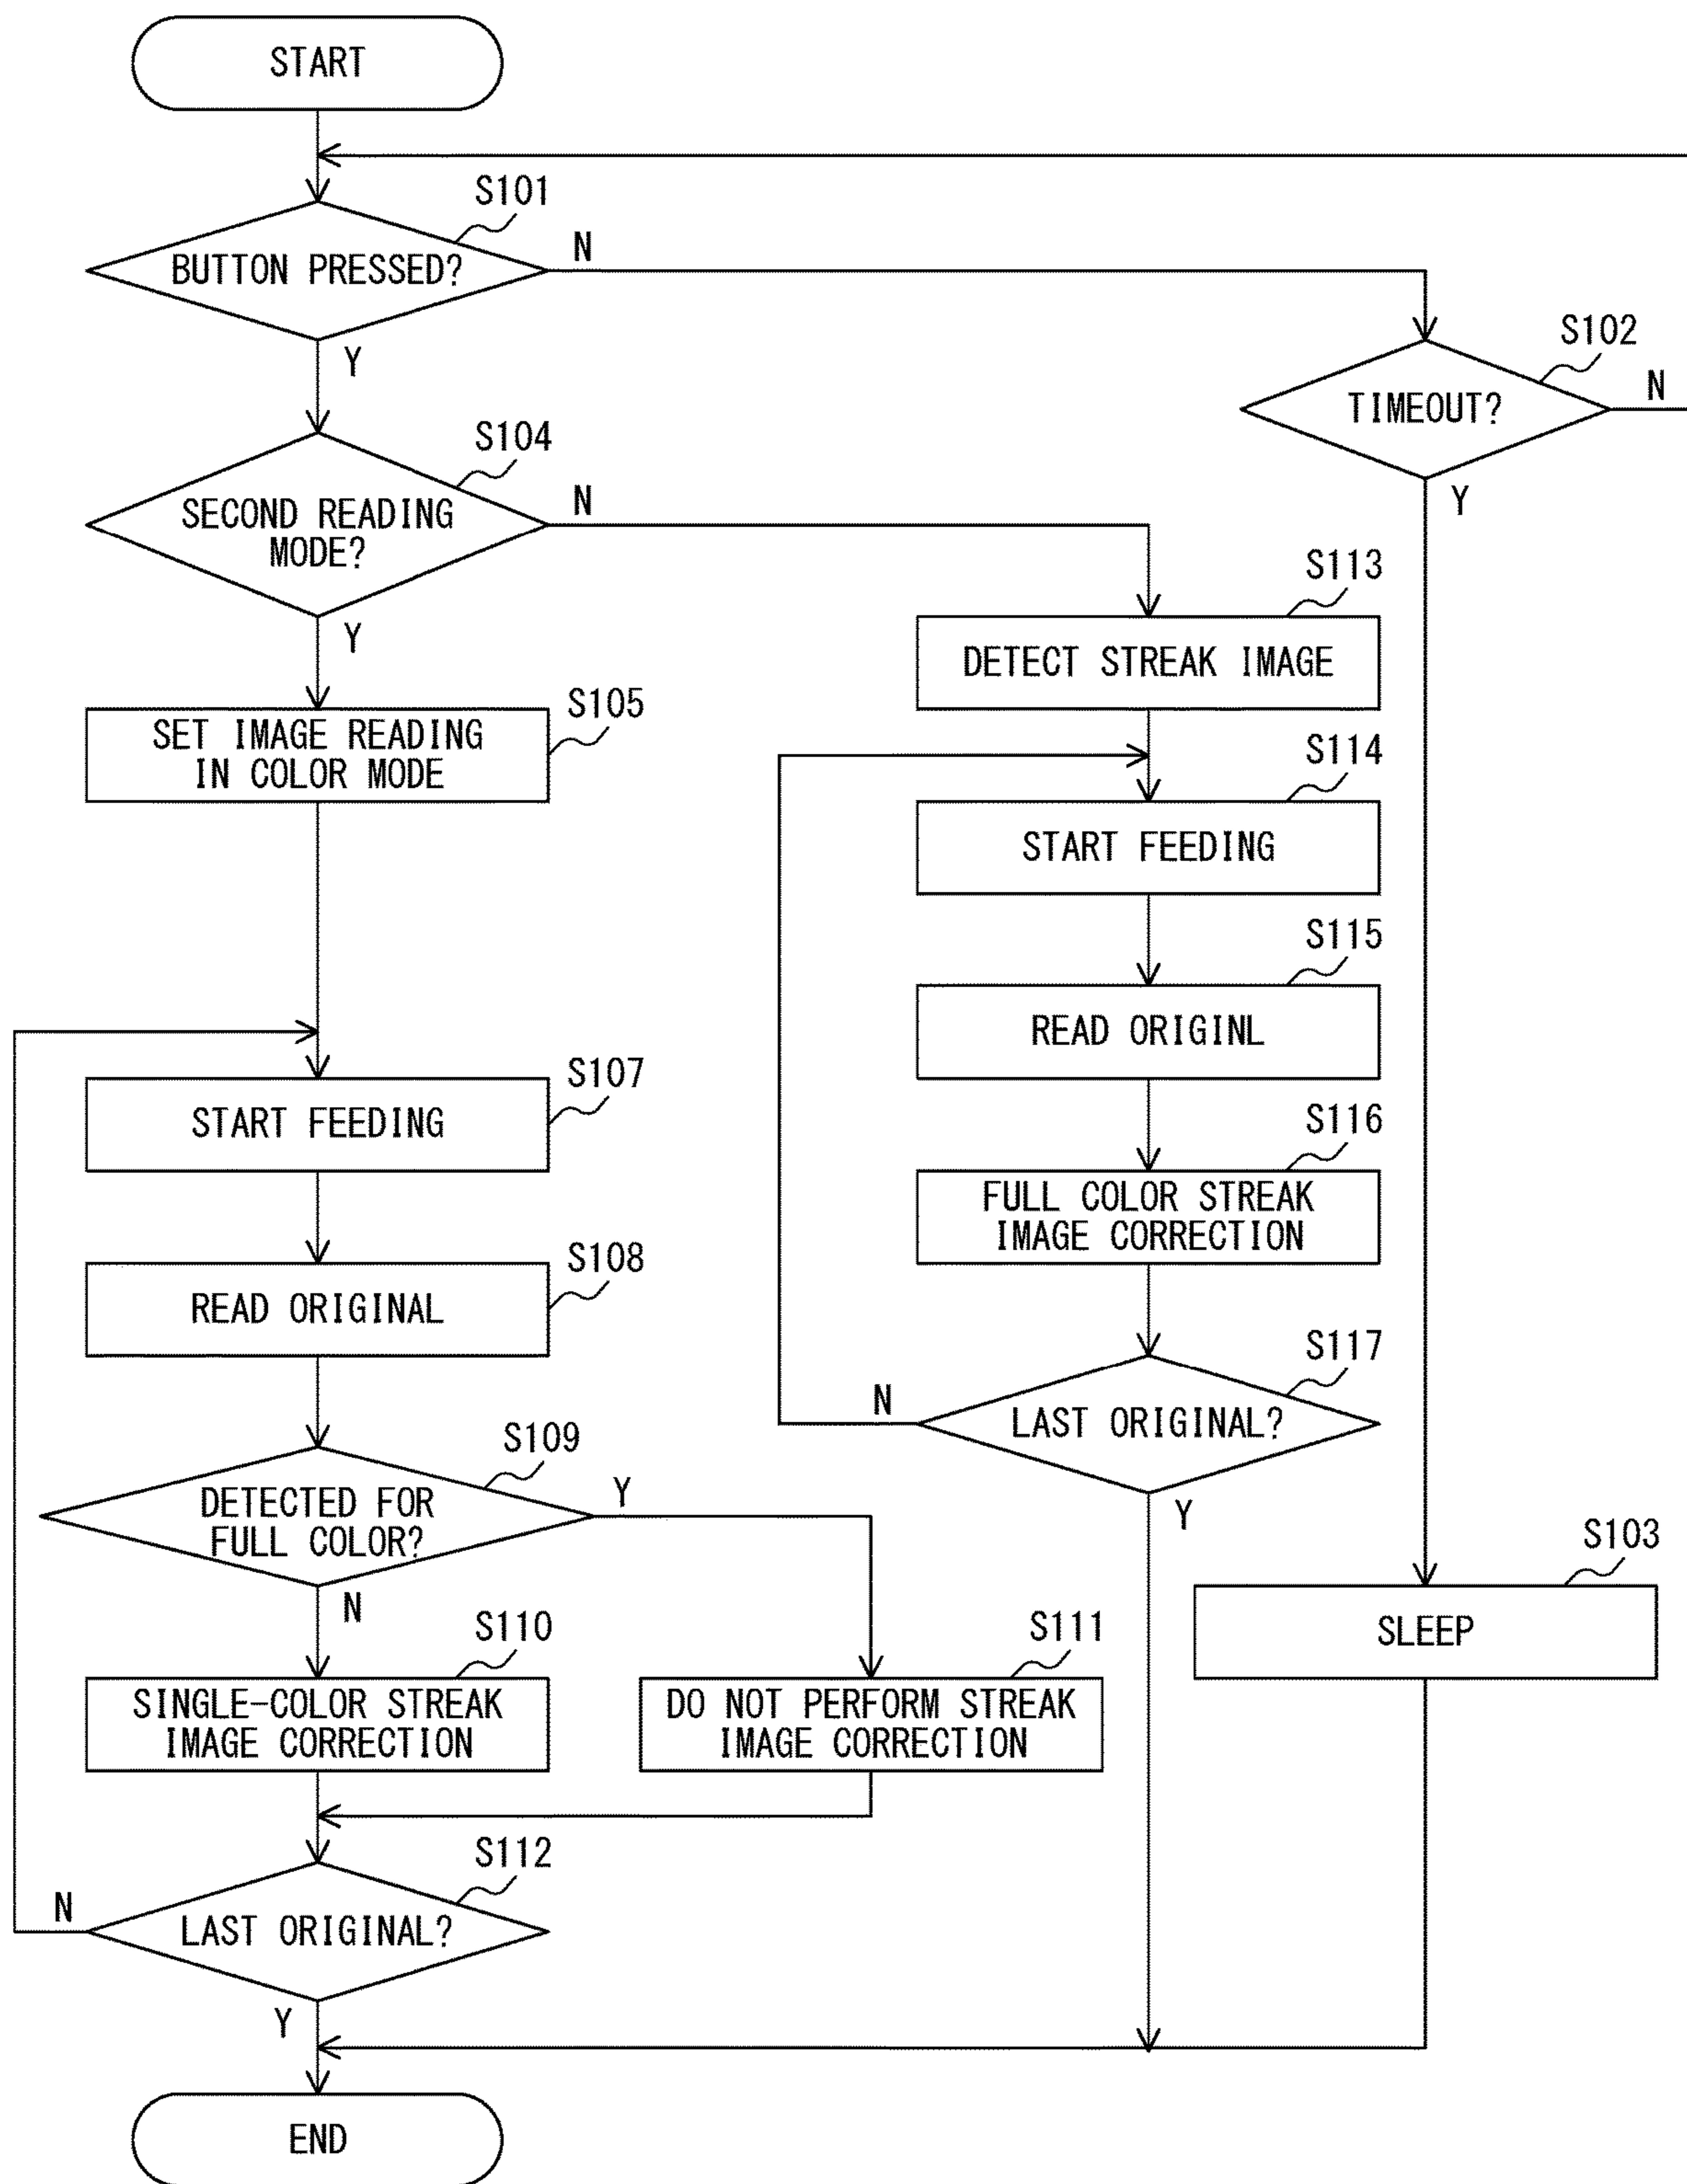 START
S101
BUTTON PRESSED?
N
Y
S102
TIMEOUT?
N
Y
S104
SECOND READING
MODE?
N
Y
S113
DETECT STREAK IMAGE
S105
SET IMAGE READING
IN COLOR MODE
S114
START FEEDING
S115
READ ORIGINL
S107
START FEEDING
S116
FULL COLOR STREAK
IMAGE CORRECTION
S108
READ ORIGINAL
S117
LAST ORIGINAL?
N
Y
S109
DETECTED FOR
FULL COLOR?
Y
N
S103
SLEEP
S110
SINGLE-COLOR STREAK
IMAGE CORRECTION
S111
DO NOT PERFORM STREAK
IMAGE CORRECTION
S112
LAST ORIGINAL?
N
Y
END